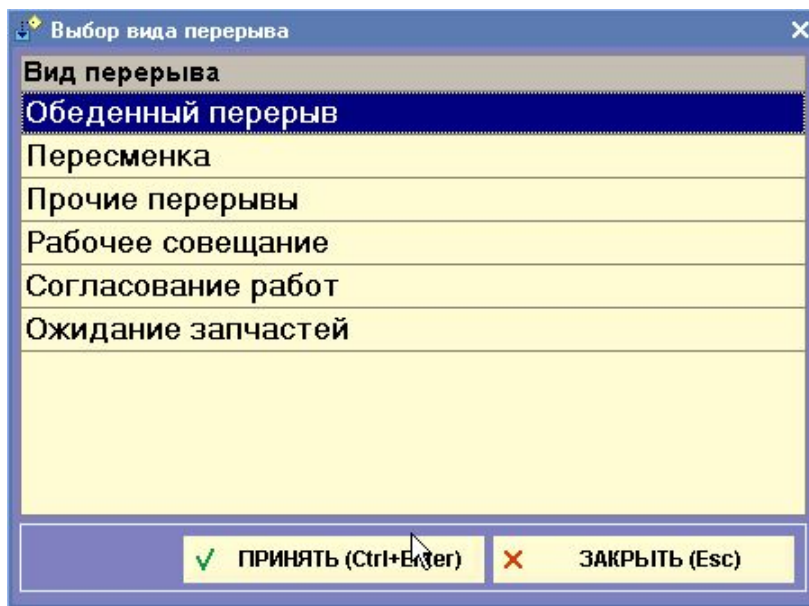 Выбор вида перерыва
Вид перерыва
Обеденный перерыв
Пересменка
Прочие перерывы
Рабочее совещание
Согласование работ
Ожидание запчастей
ПРИНЯТЬ (Ctrl+Enter) ЗАКРЫТЬ (Esc)